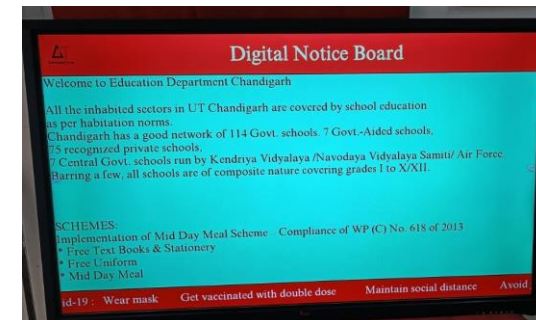 Digital Notice Board
Welcome to Education Department Chandigarh
All the inhabited sectors in UT Chandigarh are covered by school education
as per habitation norms.
Chandigarh has a good network of 114 Govt. schools. 7 Govt.-Aided schools,
75 recognized private schools,
7 Central Govt. schools run by Kendriya Vidyalaya /Navodaya Vidyalaya Samiti/ Air Force.
Barring a few, all schools are of composite nature covering grades I to X/XII.
SCHEMES:
Implementation of Mid Day Meal Scheme Compliance of WP (C) No. 618 of 2013
* Free Text Books & Stationery
* Free Uniform
* Mid Day Meal
id-19 : Wear mask Get vaccinated with double dose Maintain social distance Avoid